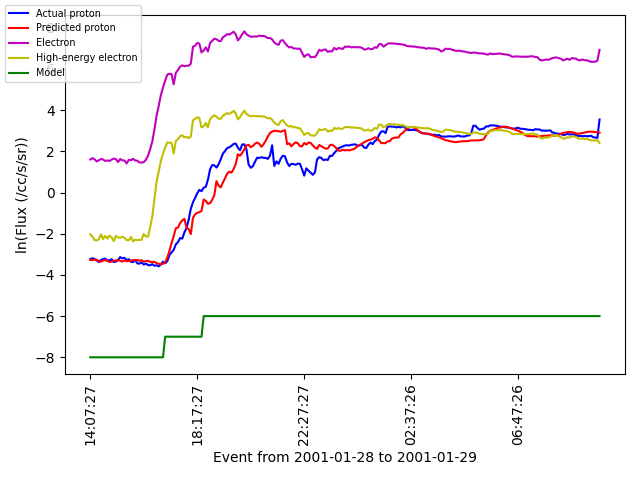 Actual proton
Predicted proton
Electron
High-energy electron
Model
4
2
0
−2
−4
−6
−8
ln(Flux (/cc/s/sr))
14:07:27
18:17:27
22:27:27
02:37:26
06:47:26
Event from 2001-01-28 to 2001-01-29